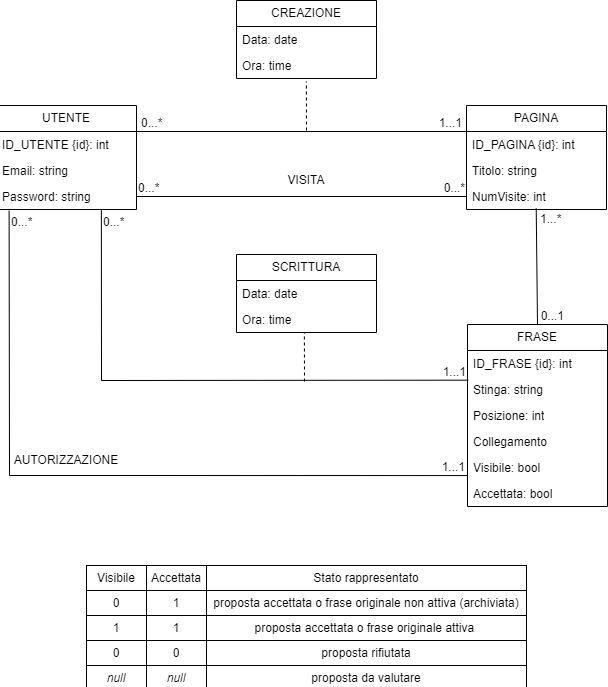 CREAZIONE
Data: date
Ora: time
UTENTE
ID_UTENTE {id}: int
Email: string
Password: string
0...*
1...1
PAGINA
ID_PAGINA {id}: int
Titolo: string
NumVisite: int
0...*
VISITA
0...*
0...*
0...*
1...*
SCRITTURA
Data: date
Ora: time
0...1
FRASE
ID_FRASE {id}: int
Stinga: string
Posizione: int
Collegamento
Visibile: bool
Accettata: bool
1...1
AUTORIZZAZIONE
1...1
Visibile Accettata Stato rappresentato
0 1 proposta accettata o frase originale non attiva (archiviata)
1 1 proposta accettata o frase originale attiva
0 0 proposta rifiutata
null null proposta da valutare